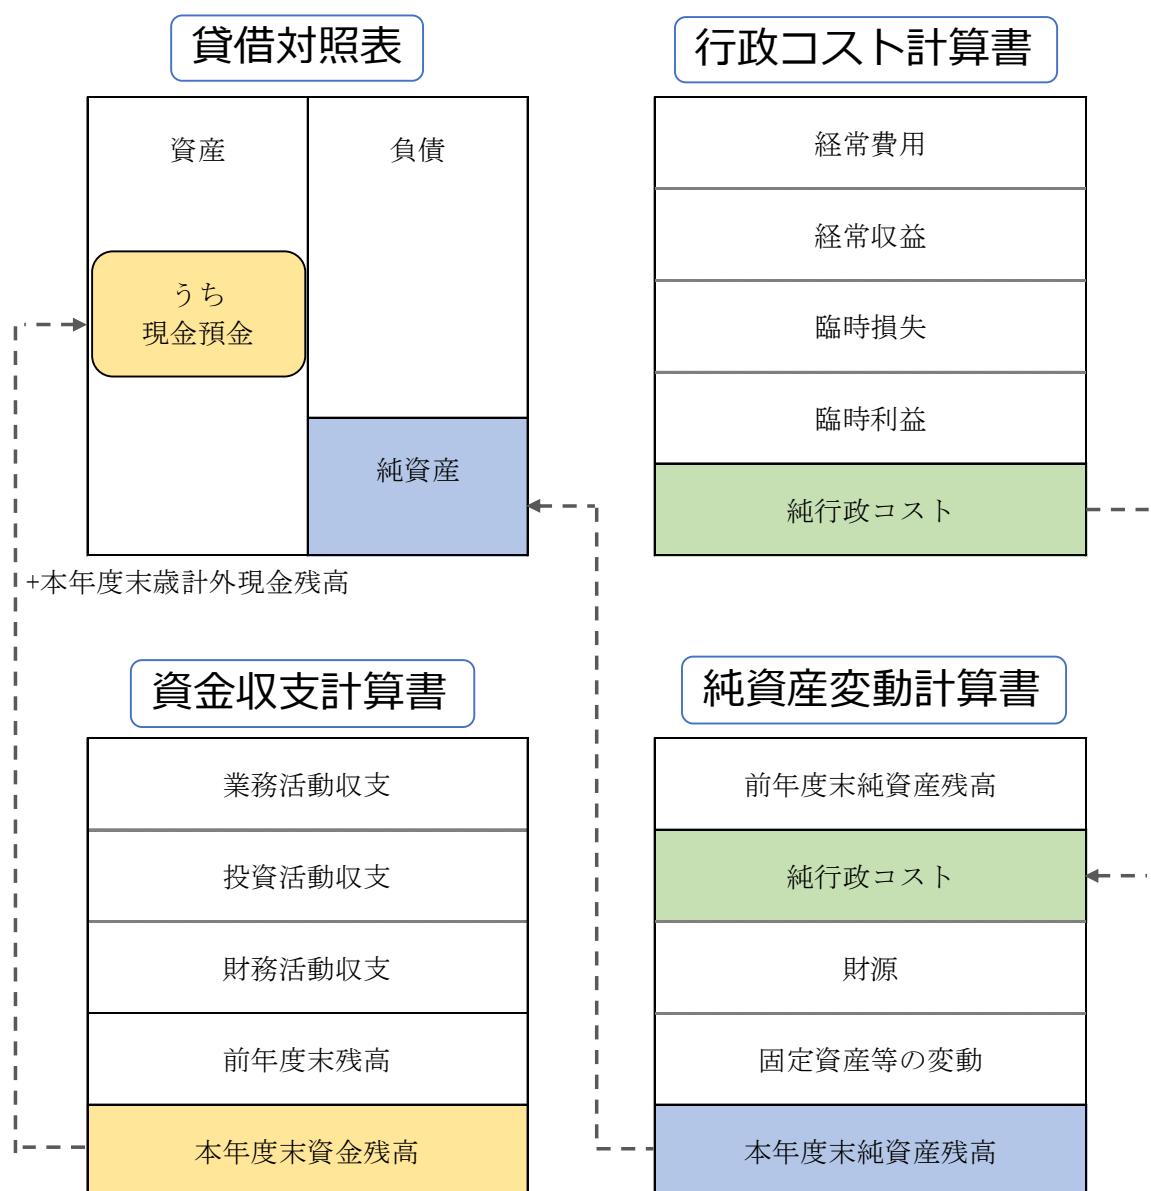 貸借対照表
資産
負債
うち
現金預金
純資産
+本年度末歳計外現金残高
行政コスト計算書
経常費用
経常収益
臨時損失
臨時利益
純行政コスト
資金収支計算書
業務活動収支
投資活動収支
財務活動収支
前年度末残高
本年度末資金残高
純資産変動計算書
前年度末純資産残高
純行政コスト
財源
固定資産等の変動
本年度末純資産残高